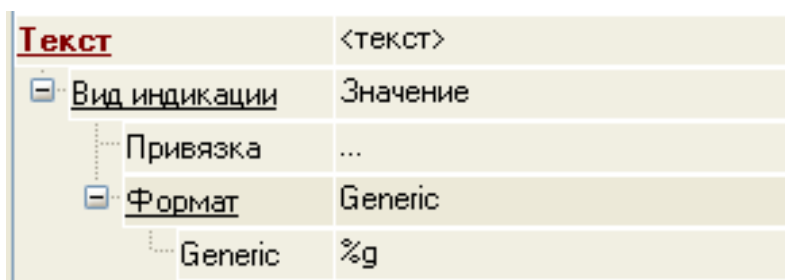 Текст <текст>
Вид индикации Значение
Привязка ...
Формат Generic
Generic %g